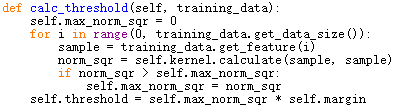 def calc_threshold(self, training_data):
    self.max_norm_sqr = 0
    for i in range(0, training_data.get_data_size()):
        sample = training_data.get_feature(i)
        norm_sqr = self.kernel.calculate(sample, sample)
        if norm_sqr > self.max_norm_sqr:
            self.max_norm_sqr = norm_sqr
    self.threshold = self.max_norm_sqr * self.margin